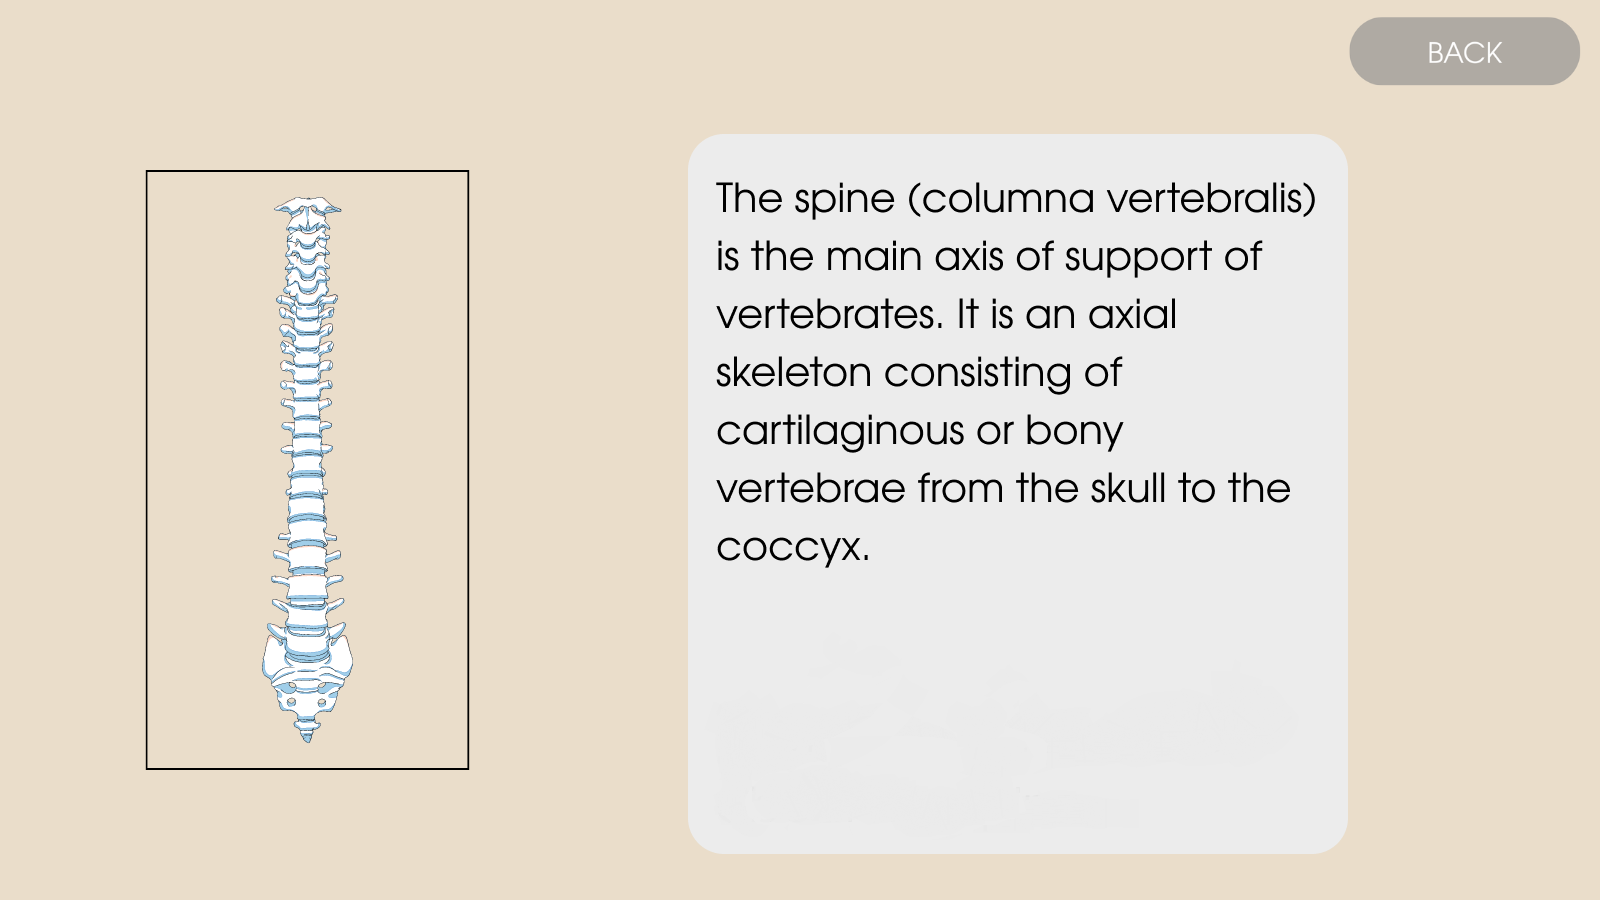 BACK
The spine (columna vertebralis)
is the main axis of support of
vertebrates. It is an axial
skeleton consisting of
cartilaginous or bony
vertebrae from the skull to the
coccyx.